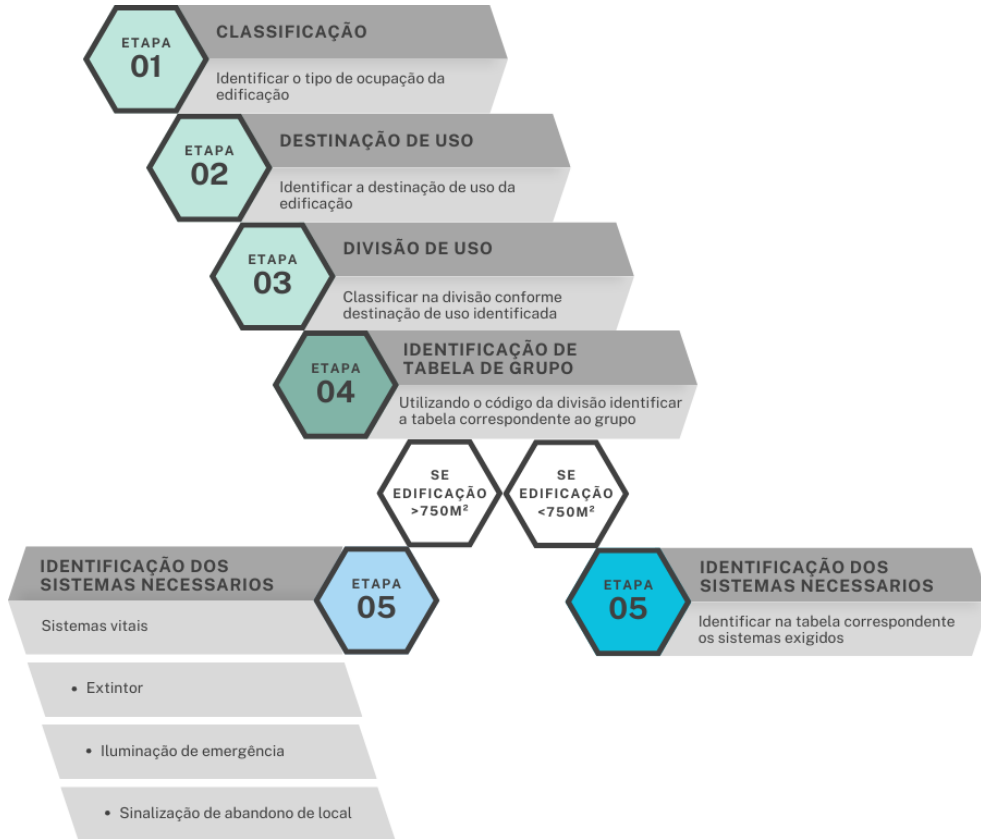 ETAPA
01
CLASSIFICAÇÃO
Identificar o tipo de ocupação da
edificação
ETAPA
02
DESTINAÇÃO DE USO
Identificar a destinação de uso da
edificação
ETAPA
03
DIVISÃO DE USO
Classificar na divisão conforme
destinação de uso identificada
ETAPA
04
IDENTIFICAÇÃO DE
TABELA DE GRUPO
Utilizando o código da divisão identificar
a tabela correspondente ao grupo
SE
EDIFICAÇÃO
>750M²
SE
EDIFICAÇÃO
<750M²
IDENTIFICAÇÃO DOS
SISTEMAS NECESSARIOS
ETAPA
05
Sistemas vitais
• Extintor
• Iluminação de emergência
• Sinalização de abandono de local
ETAPA
05
IDENTIFICAÇÃO DOS
SISTEMAS NECESSARIOS
Identificar na tabela correspondente
os sistemas exigidos